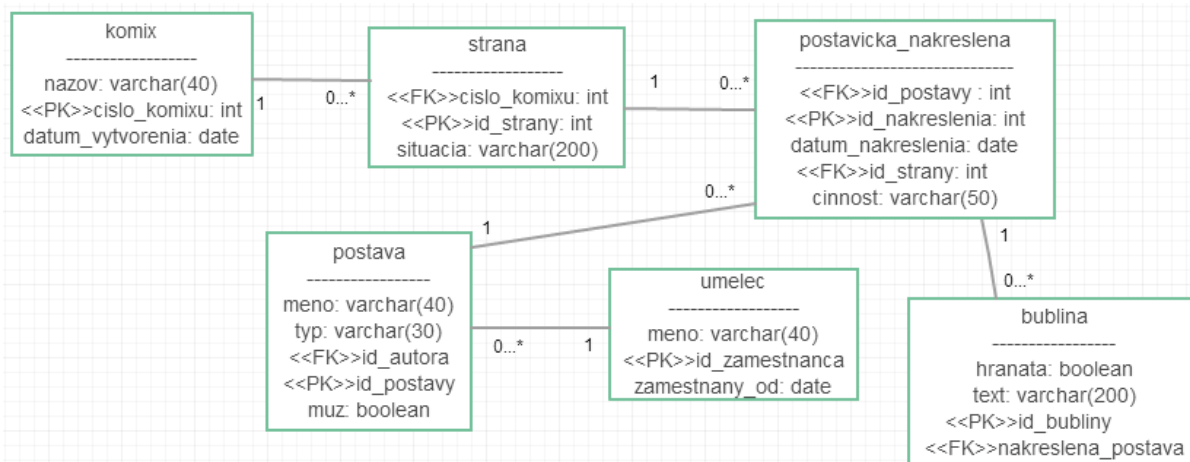 komix
------------------
nazov: varchar(40)
<<PK>>cislo_komixu: int
datum_vytvorenia: date
1
0...*
strana
------------------
<<FK>>cislo_komixu: int
<<PK>>id_strany: int
situacia: varchar(200)
1
0...*
postavicka_nakreslena
------------------------------
<<FK>>id_postavy : int
<<PK>>id_nakreslenia: int
datum_nakreslenia: date
<<FK>>id_strany: int
cinnost: varchar(50)
0...*
1
postava
-----------------
meno: varchar(40)
typ: varchar(30)
<<FK>>id_autora
<<PK>>id_postavy
muz: boolean
0...*
1
umelec
------------------
meno: varchar(40)
<<PK>>id_zamestnanca
zamestnany_od: date
1
0...*
bublina
-----------------
hranata: boolean
text: varchar(200)
<<PK>>id_bubliny
<<FK>>nakreslena_postava